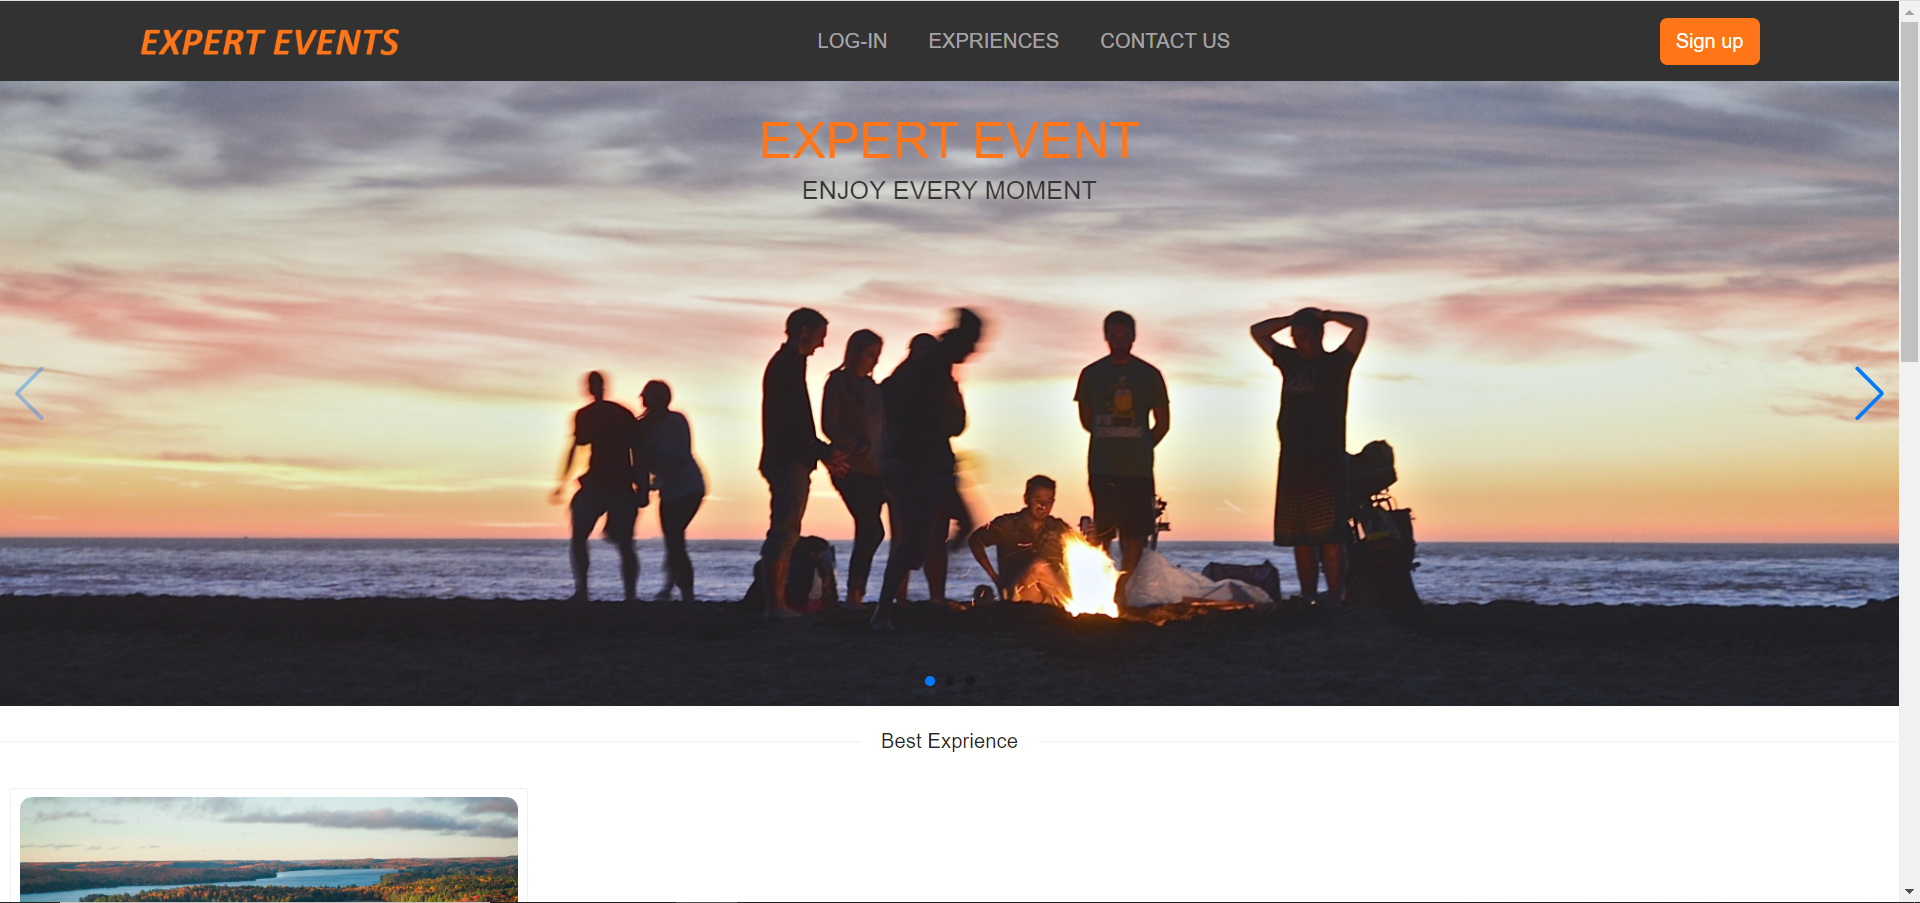 EXPERT EVENTS
LOG-IN
EXPRIENCES
CONTACT US
Sign up
EXPERT EVENT
ENJOY EVERY MOMENT
Best Exprience